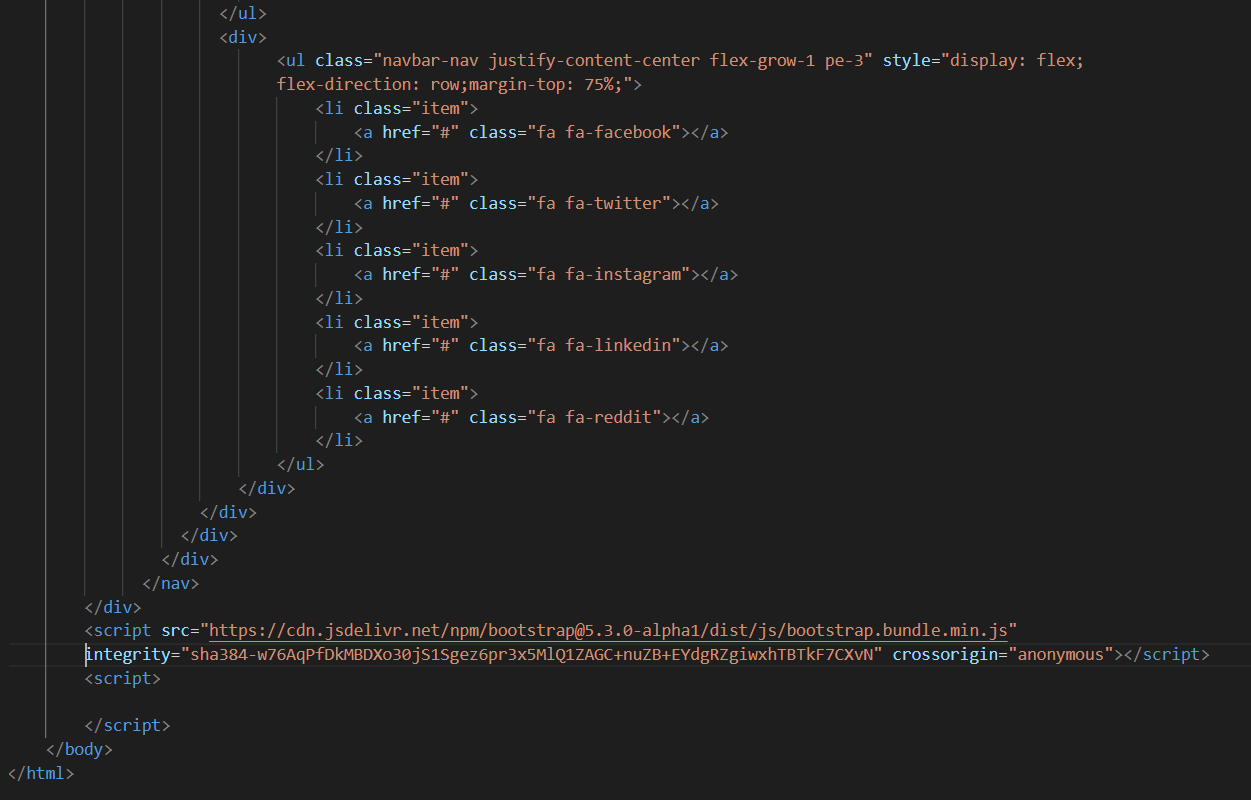 </ul>
<div>
<ul class="navbar-nav justify-content-center flex-grow-1 pe-3" style="display: flex;
flex-direction: row;margin-top: 75%;">
<li class="item">
<a href="#" class="fa fa-facebook"></a>
</li>
<li class="item">
<a href="#" class="fa fa-twitter"></a>
</li>
<li class="item">
<a href="#" class="fa fa-instagram"></a>
</li>
<li class="item">
<a href="#" class="fa fa-linkedin"></a>
</li>
<li class="item">
<a href="#" class="fa fa-reddit"></a>
</li>
</ul>
</div>
</div>
</div>
</div>
</nav>
</div>
<script src="https://cdn.jsdelivr.net/npm/bootstrap@5.3.0-alpha1/dist/js/bootstrap.bundle.min.js"
integrity="sha384-w76AqPfDkMBDXo30jS1Sgez6pr3x5MlQ1ZAGC+nuZB+EYdgRZgiwxhTBTkF7CXvN" crossorigin="anonymous"></script>
<script>
</script>
</body>
</html>